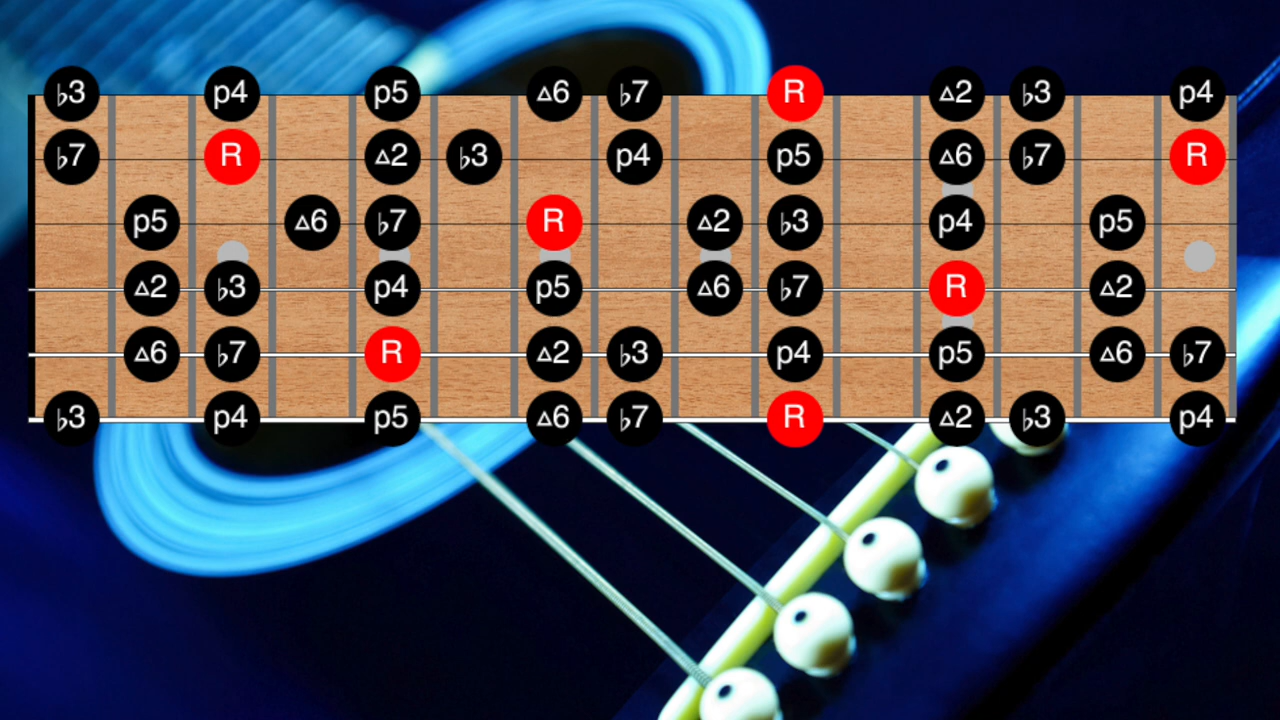 ♭3 p4 p5 ∆6 ♭7 R ∆2 ♭3 p4
♭7 R ∆2 ♭3 p4 p5 ∆6 ♭7 R
p5 ∆6 ♭7 R ∆2 ♭3 p4 p5
∆2 ♭3 p4 p5 ∆6 ♭7 R ∆2
∆6 ♭7 R ∆2 ♭3 p4 p5 ∆6 ♭7
♭3 p4 p5 ∆6 ♭7 R ∆2 ♭3 p4